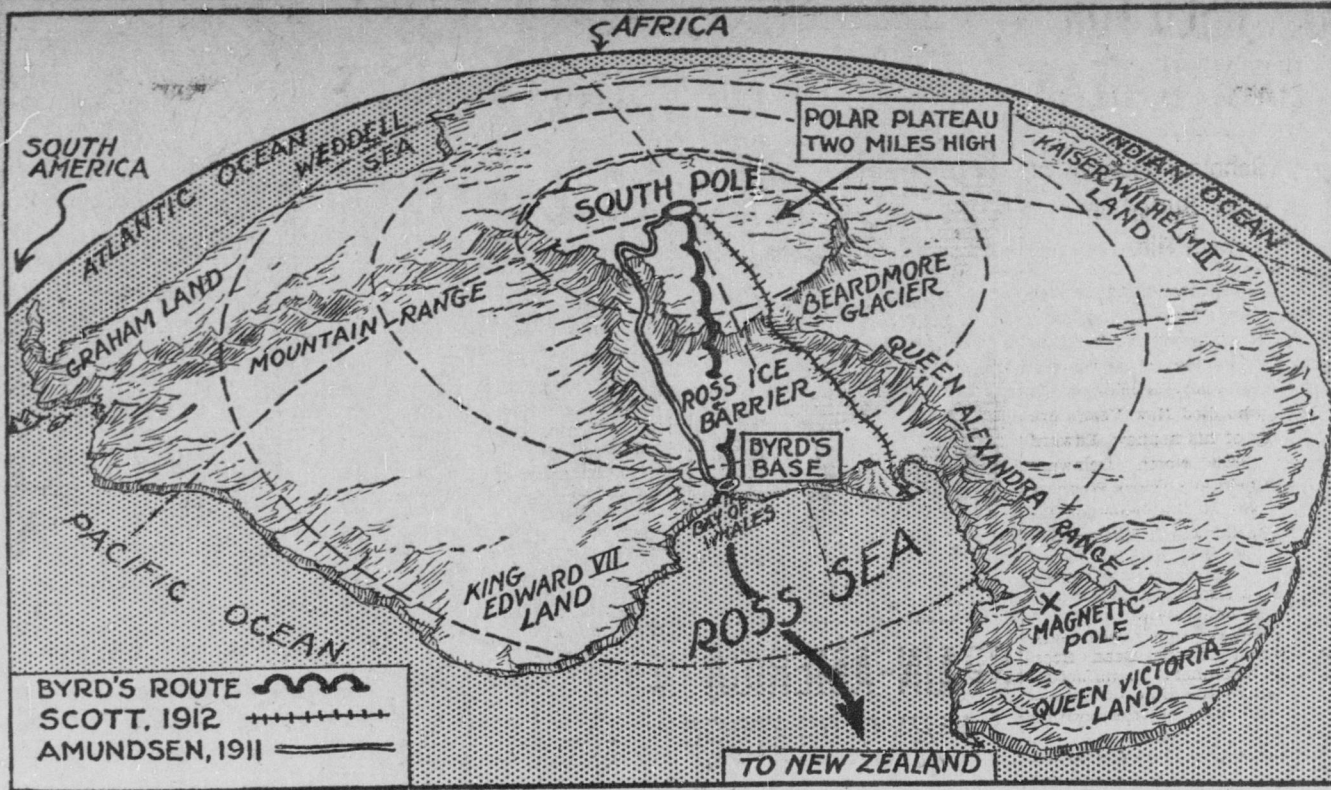 AFRICA
SOUTH
AMERICA
ATLANTIC OCEAN
WEDDELL
SEA
POLAR PLATEAU
TWO MILES HIGH
INDIAN OCEAN
KAISER WILHELM II
LAND
SOUTH POLE
GRAHAM LAND
MOUNTAIN RANGE
BEARDMORE
GLACIER
QUEEN ALEXANDRA RANGE
ROSS ICE
BARRIER
BYRD'S
BASE
BAY OF
WHALES
PACIFIC OCEAN
KING
EDWARD VII
LAND
ROSS SEA
X
MAGNETIC
POLE
QUEEN VICTORIA
LAND
BYRD'S ROUTE
SCOTT, 1912
AMUNDSEN, 1911
TO NEW ZEALAND